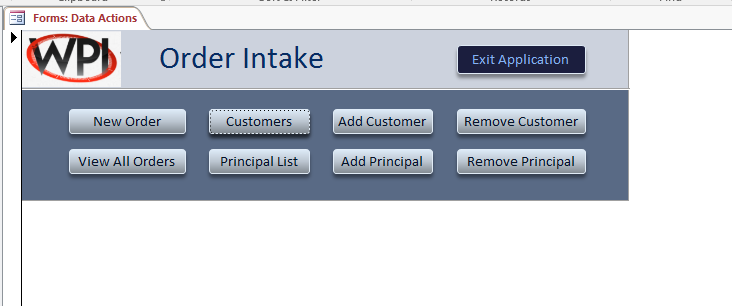 Forms: Data Actions
WPI
Order Intake
Exit Application
New Order
Customers
Add Customer
Remove Customer
View All Orders
Principal List
Add Principal
Remove Principal